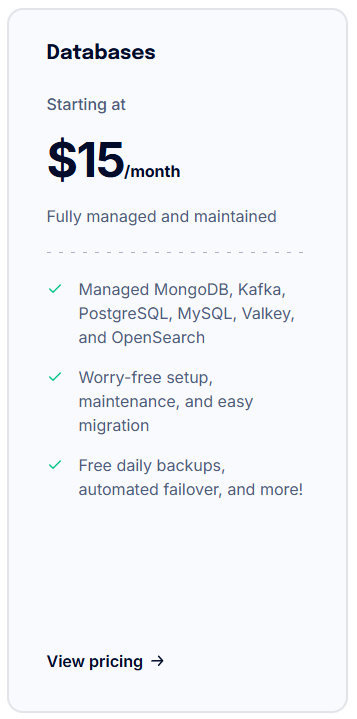 Databases
Starting at
$15/month
Fully managed and maintained
Managed MongoDB, Kafka,
PostgreSQL, MySQL, Valkey,
and OpenSearch
Worry-free setup,
maintenance, and easy
migration
Free daily backups,
automated failover, and more!
View pricing →